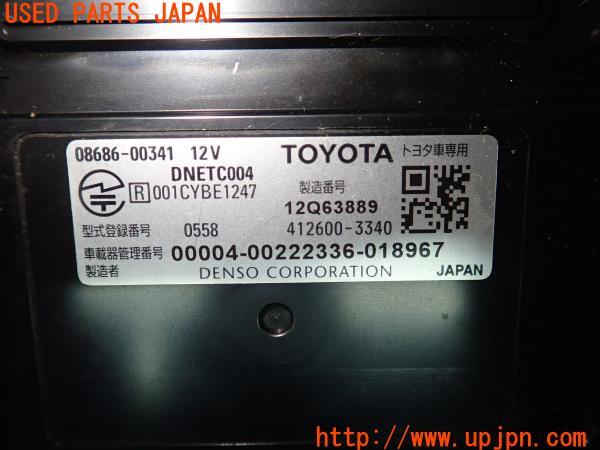 USED PARTS JAPAN
08686-00341 12V TOYOTA トヨタ車専用
DNETC004
R 001CYBE1247 製造番号
12Q63889
型式登録番号 0558 412600-3340
車載器管理番号 00004-00222336-018967
製造者 DENSO CORPORATION JAPAN
http://www.upjpn.com/